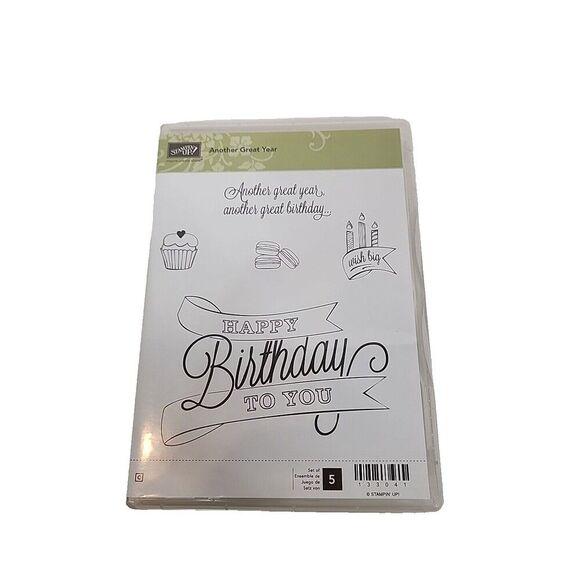 STAMPIN' UP!
Another Great Year
Another great year,
another great birthday...
wish big
HAPPY
Birthday
TO YOU
C
Set of
Ensemble de
Juego de
Satz von
5
133041
© STAMPIN' UP!